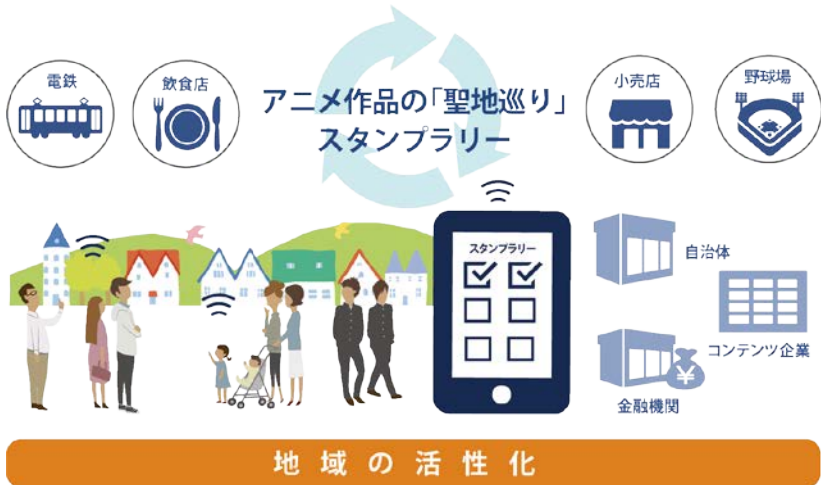 電鉄
飲食店
アニメ作品の「聖地巡り」
スタンプラリー
小売店
野球場
スタンプラリー
自治体
コンテンツ企業
¥
金融機関
地域の活性化